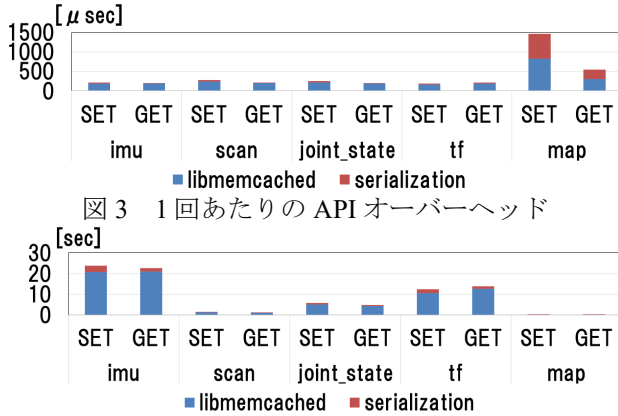 [μ sec]
1500
1000
500
0
SET GET SET GET SET GET SET GET SET GET
imu scan joint_state tf map
libmemcached serialization
図 3 1 回あたりの API オーバーヘッド
[sec]
30
20
10
0
SET GET SET GET SET GET SET GET SET GET
imu scan joint_state tf map
libmemcached serialization